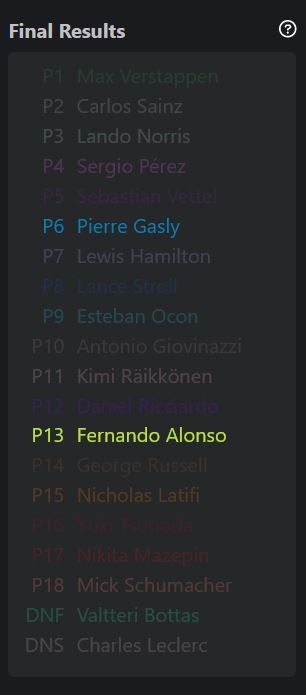 Final Results
P1 Max Verstappen
P2 Carlos Sainz
P3 Lando Norris
P4 Sergio Pérez
P5 Sebastian Vettel
P6 Pierre Gasly
P7 Lewis Hamilton
P8 Lance Stroll
P9 Esteban Ocon
P10 Antonio Giovinazzi
P11 Kimi Räikkönen
P12 Daniel Ricciardo
P13 Fernando Alonso
P14 George Russell
P15 Nicholas Latifi
P16 Yuki Tsunoda
P17 Nikita Mazepin
P18 Mick Schumacher
DNF Valtteri Bottas
DNS Charles Leclerc